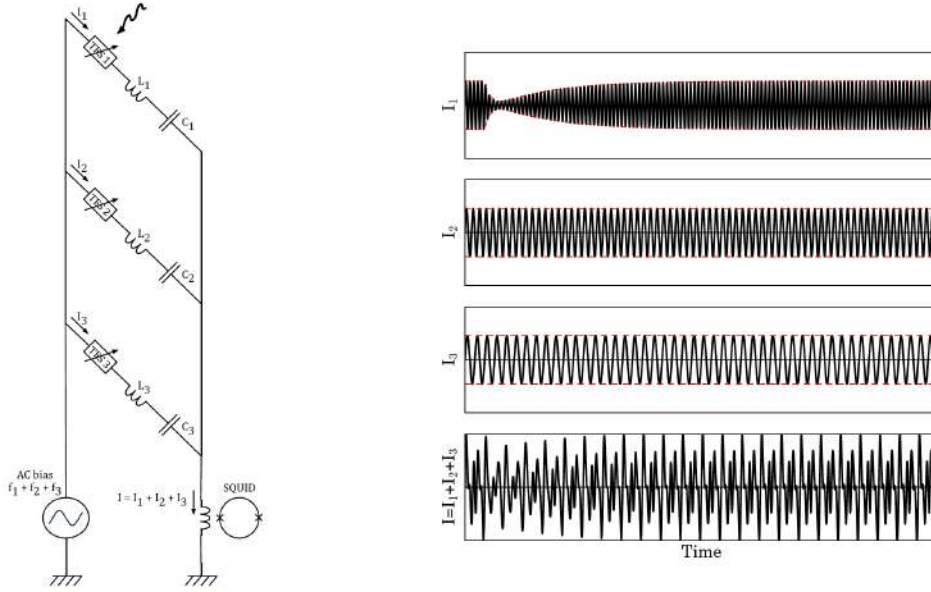 I₁
TES 1
L₁
C₁
I₂
TES 2
L₂
C₂
I₃
TES 3
L₃
C₃
AC bias
f₁ + f₂ + f₃
I = I₁ + I₂ + I₃
SQUID
I₁
I₂
I₃
I=I₁+I₂+I₃
Time